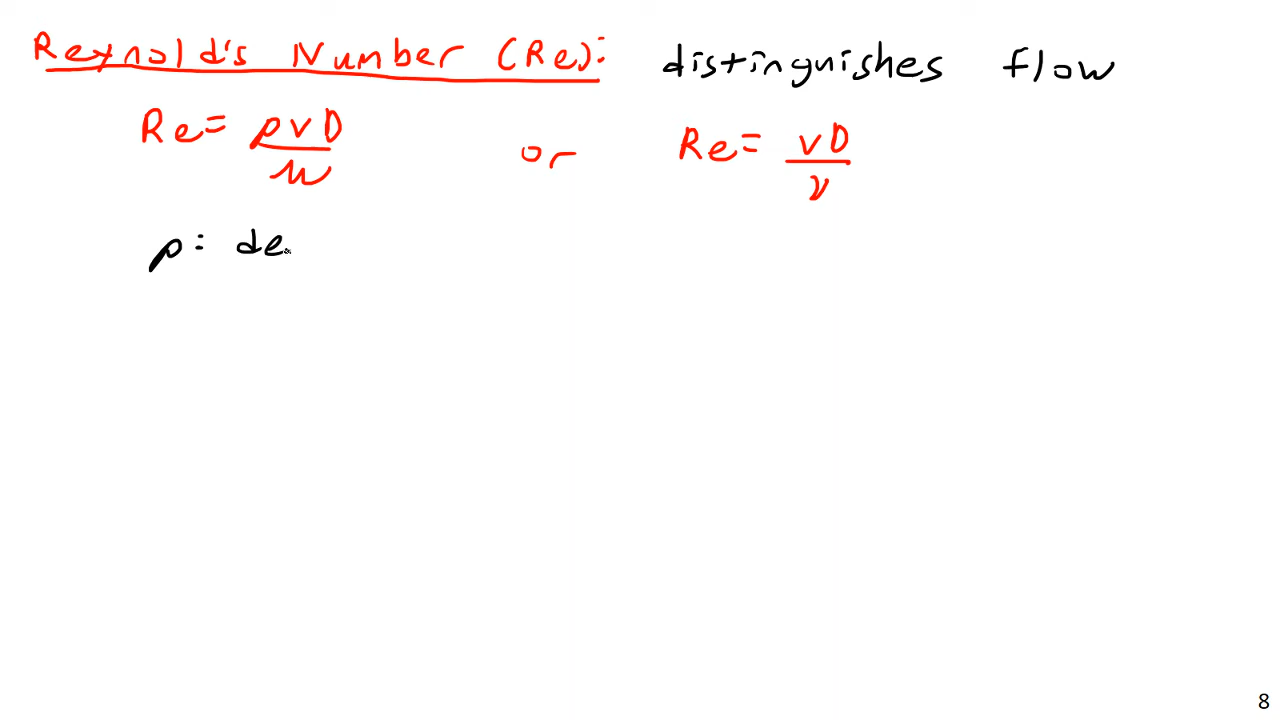 Reynold's Number (Re): distinguishes flow
Re = ρvD/μ or Re = vD/ν
ρ: de
8